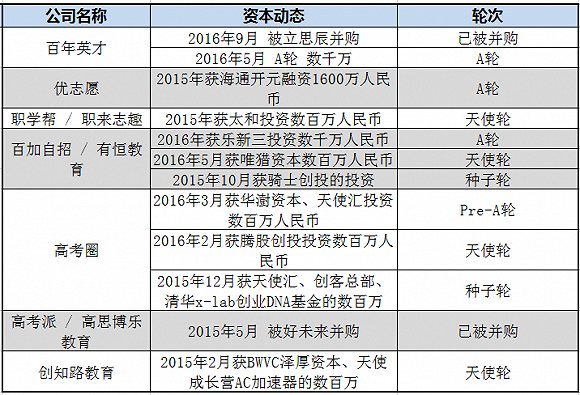 公司名称 资本动态 轮次
百年英才 2016年9月 被立思辰并购 已被并购
2016年5月 A轮 数千万 A轮
优志愿 2015年获海通开元融资1600万人民币 A轮
职学帮 / 职来志趣 2015年获太和投资数百万人民币 天使轮
百加自招 / 有恒教育 2016年获乐新三投资数千万人民币 A轮
2016年5月获唯猎资本数百万人民币 天使轮
2015年10月获骑士创投的投资 种子轮
高考圈 2016年3月获华澍资本、天使汇投资数百万人民币 Pre-A轮
2016年2月获腾股创投投资数百万人民币 天使轮
2015年12月获天使汇、创客总部、清华x-lab创业DNA基金的数百万 种子轮
高考派 / 高思博乐教育 2015年5月 被好未来并购 已被并购
创知路教育 2015年2月获BWVC泽厚资本、天使成长营AC加速器的数百万 天使轮